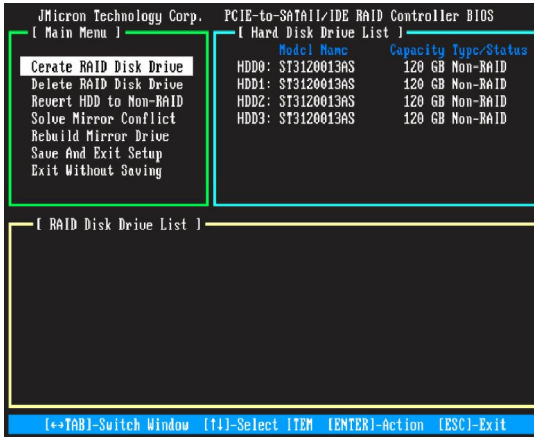 JMicron Technology Corp. PCIE-to-SATAII/IDE RAID Controller BIOS
[ Main Menu ]
Cerate RAID Disk Drive
Delete RAID Disk Drive
Revert HDD to Non-RAID
Solve Mirror Conflict
Rebuild Mirror Drive
Save And Exit Setup
Exit Without Saving
[ Hard Disk Drive List ]
Model Name Capacity Type/Status
HDD0: ST3120013AS 120 GB Non-RAID
HDD1: ST3120013AS 120 GB Non-RAID
HDD2: ST3120013AS 120 GB Non-RAID
HDD3: ST3120013AS 120 GB Non-RAID
[ RAID Disk Drive List ]
[↔TAB]-Switch Window [↑↓]-Select ITEM [ENTER]-Action [ESC]-Exit